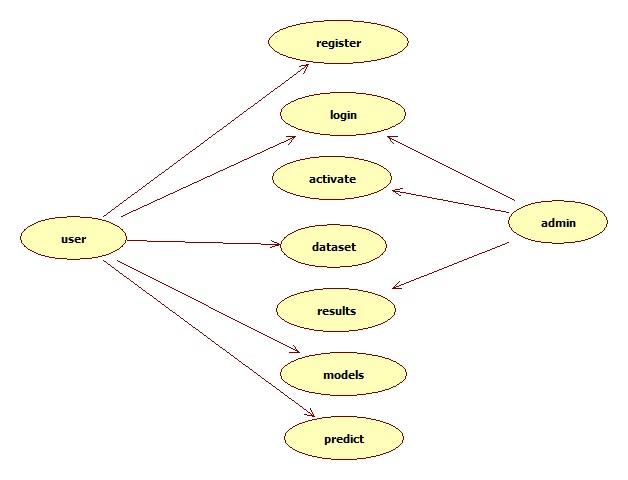 register
login
activate
admin
user
dataset
results
models
predict